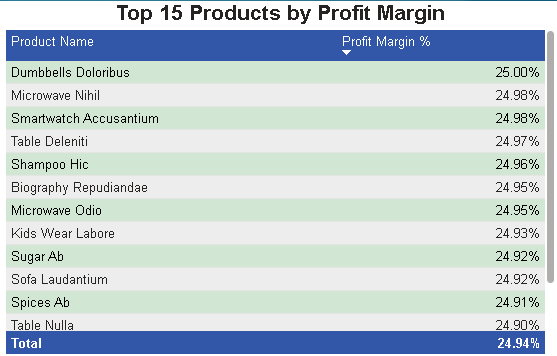 Top 15 Products by Profit Margin
Product Name Profit Margin %
Dumbbells Doloribus 25.00%
Microwave Nihil 24.98%
Smartwatch Accusantium 24.98%
Table Deleniti 24.97%
Shampoo Hic 24.96%
Biography Repudiandae 24.95%
Microwave Odio 24.95%
Kids Wear Labore 24.93%
Sugar Ab 24.92%
Sofa Laudantium 24.92%
Spices Ab 24.91%
Table Nulla 24.90%
Total 24.94%